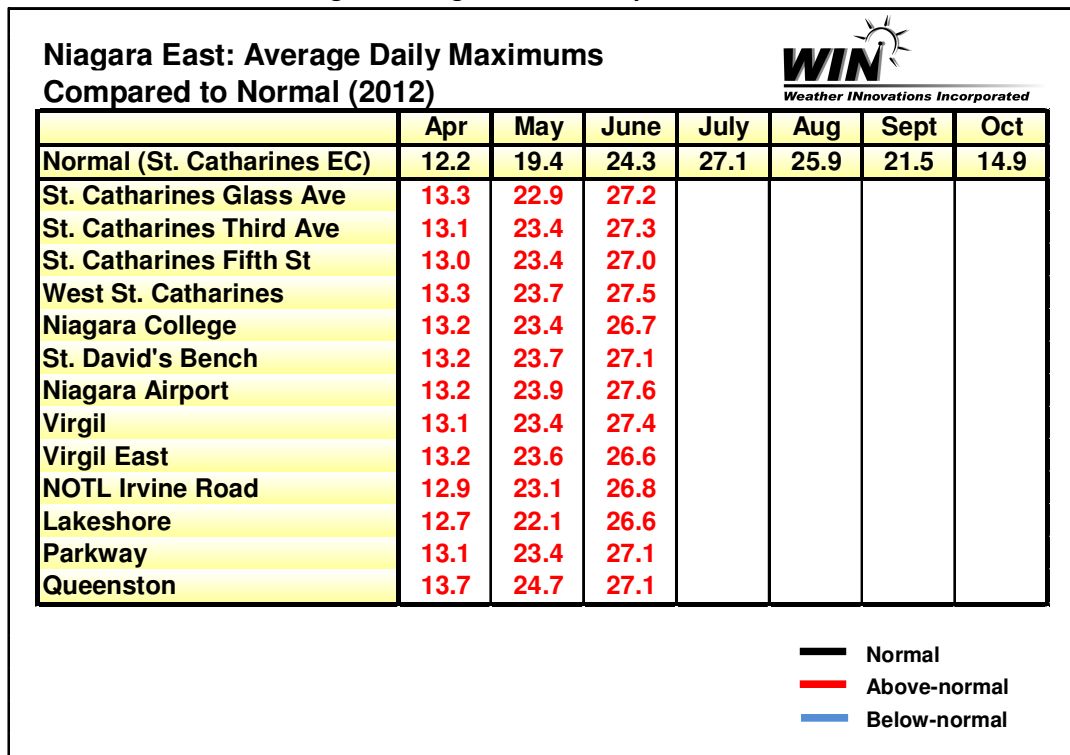 Niagara East: Average Daily Maximums
Compared to Normal (2012)
WIN
Weather INnovations Incorporated
Apr May June July Aug Sept Oct
Normal (St. Catharines EC) 12.2 19.4 24.3 27.1 25.9 21.5 14.9
St. Catharines Glass Ave 13.3 22.9 27.2
St. Catharines Third Ave 13.1 23.4 27.3
St. Catharines Fifth St 13.0 23.4 27.0
West St. Catharines 13.3 23.7 27.5
Niagara College 13.2 23.4 26.7
St. David's Bench 13.2 23.7 27.1
Niagara Airport 13.2 23.9 27.6
Virgil 13.1 23.4 27.4
Virgil East 13.2 23.6 26.6
NOTL Irvine Road 12.9 23.1 26.8
Lakeshore 12.7 22.1 26.6
Parkway 13.1 23.4 27.1
Queenston 13.7 24.7 27.1
Normal
Above-normal
Below-normal